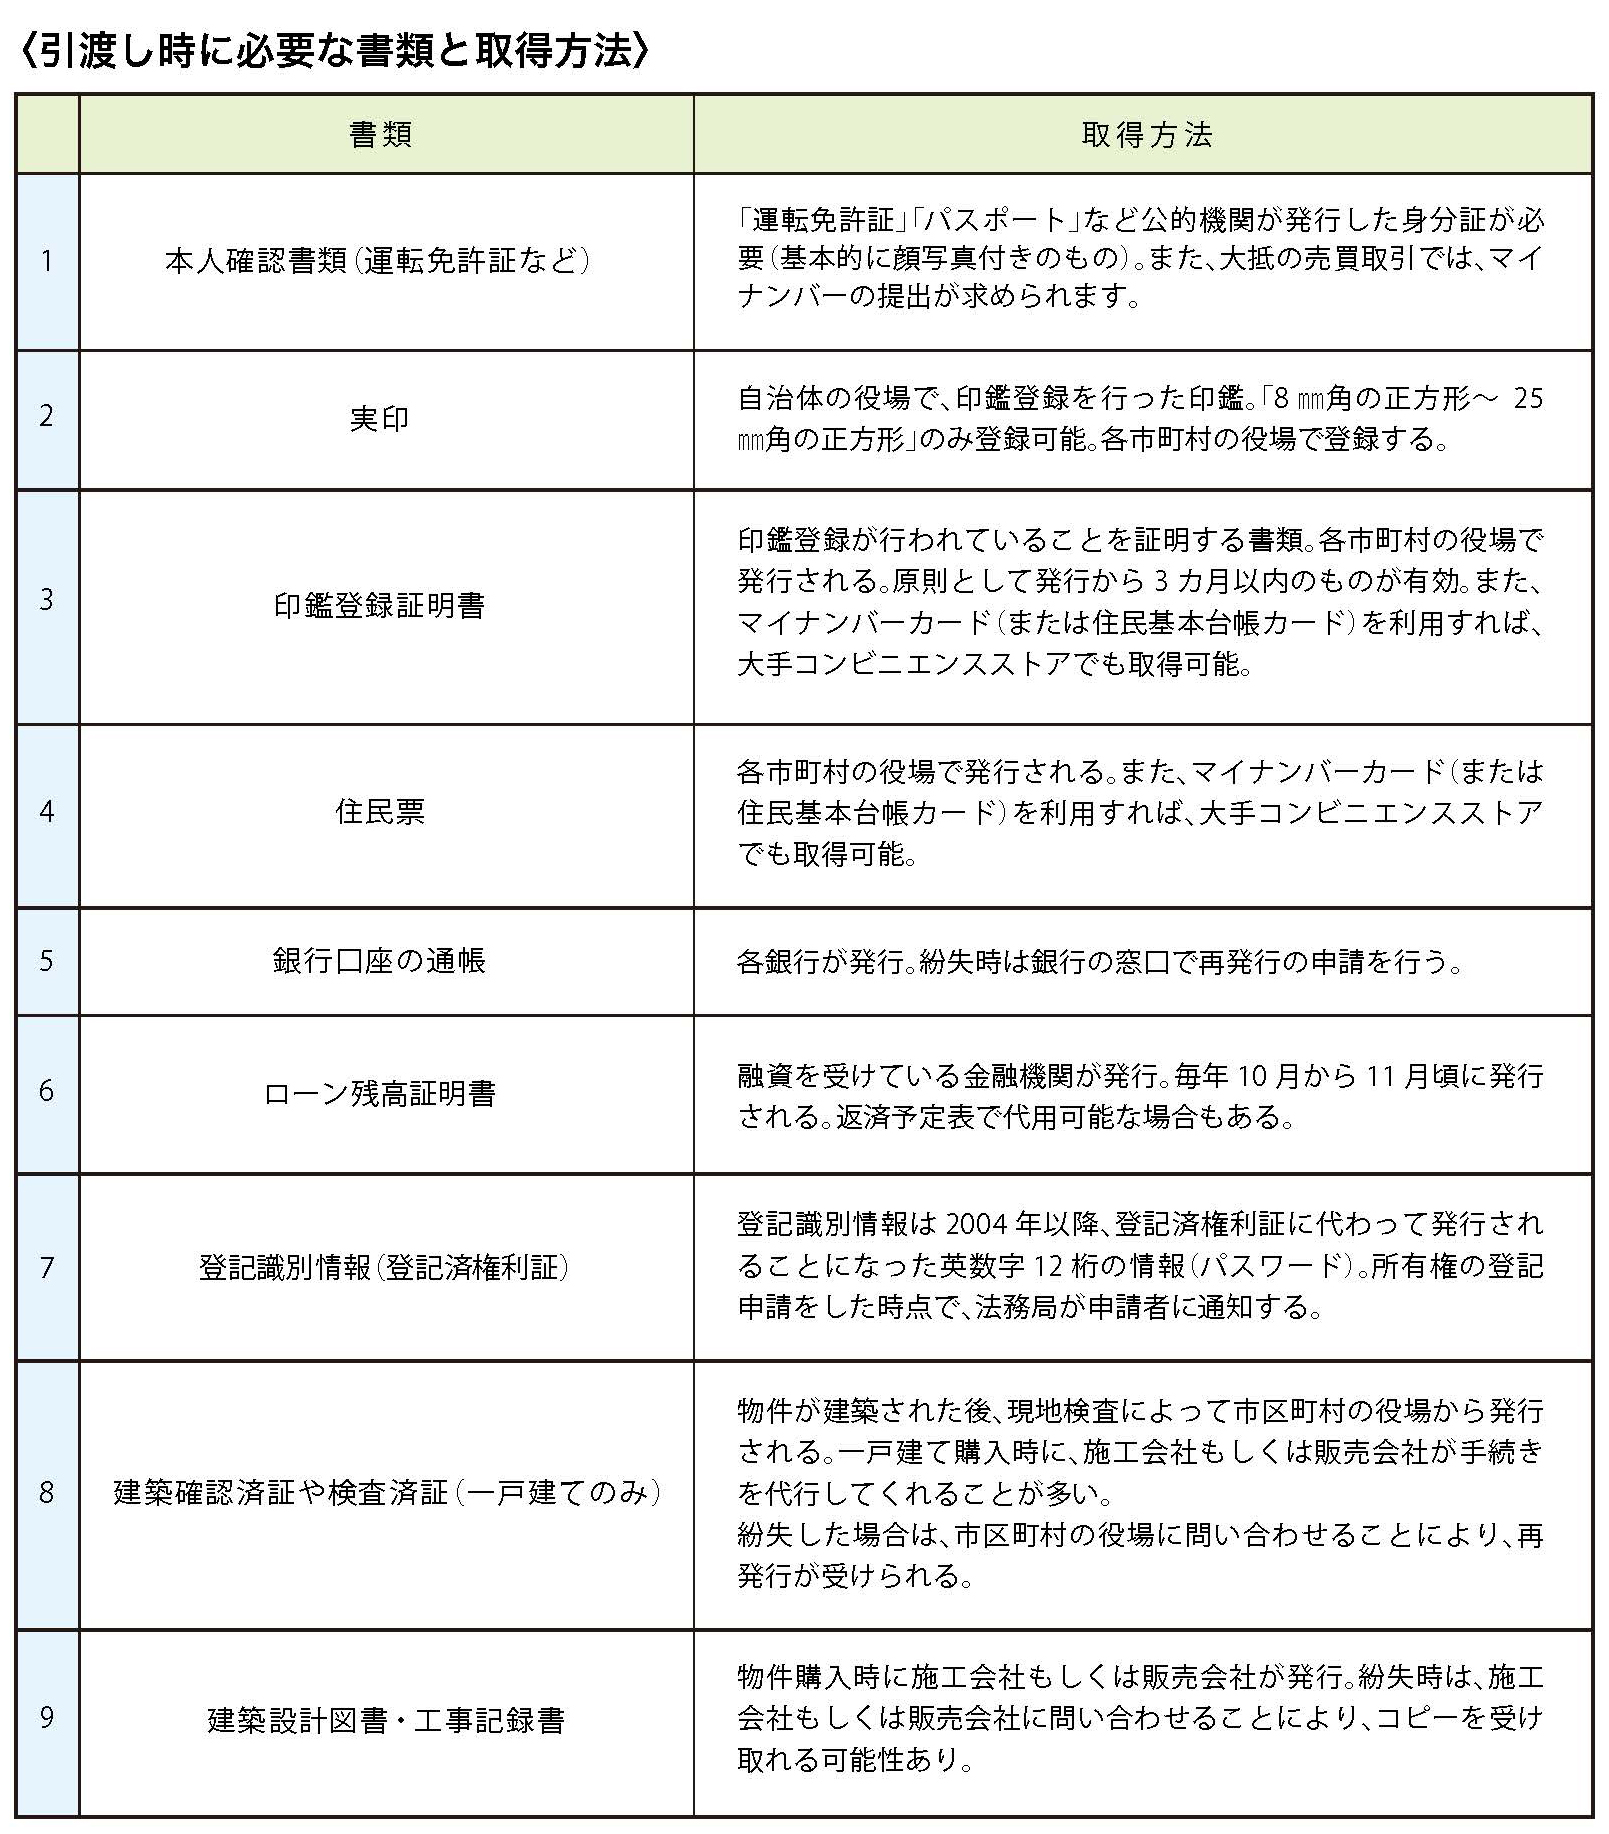 〈引渡し時に必要な書類と取得方法〉
書類
取得方法
1
本人確認書類（運転免許証など）
「運転免許証」「パスポート」など公的機関が発行した身分証が必
要（基本的に顔写真付きのもの）。また、大抵の売買取引では、マイ
ナンバーの提出が求められます。
2
実印
自治体の役場で、印鑑登録を行った印鑑。「8㎜角の正方形～ 25
㎜角の正方形」のみ登録可能。各市町村の役場で登録する。
3
印鑑登録証明書
印鑑登録が行われていることを証明する書類。各市町村の役場で
発行される。原則として発行から3カ月以内のものが有効。また、
マイナンバーカード（または住民基本台帳カード）を利用すれば、
大手コンビニエンスストアでも取得可能。
4
住民票
各市町村の役場で発行される。また、マイナンバーカード（または
住民基本台帳カード）を利用すれば、大手コンビニエンスストア
でも取得可能。
5
銀行口座の通帳
各銀行が発行。紛失時は銀行の窓口で再発行の申請を行う。
6
ローン残高証明書
融資を受けている金融機関が発行。毎年10月から11月頃に発行
される。返済予定表で代用可能な場合もある。
7
登記識別情報（登記済権利証）
登記識別情報は2004年以降、登記済権利証に代わって発行され
ることになった英数字12桁の情報（パスワード）。所有権の登記
申請をした時点で、法務局が申請者に通知する。
8
建築確認済証や検査済証（一戸建てのみ）
物件が建築された後、現地検査によって市区町村の役場から発行
される。一戸建て購入時に、施工会社もしくは販売会社が手続き
を代行してくれることが多い。
紛失した場合は、市区町村の役場に問い合わせることにより、再
発行が受けられる。
9
建築設計図書・工事記録書
物件購入時に施工会社もしくは販売会社が発行。紛失時は、施工
会社もしくは販売会社に問い合わせることにより、コピーを受け
取れる可能性あり。